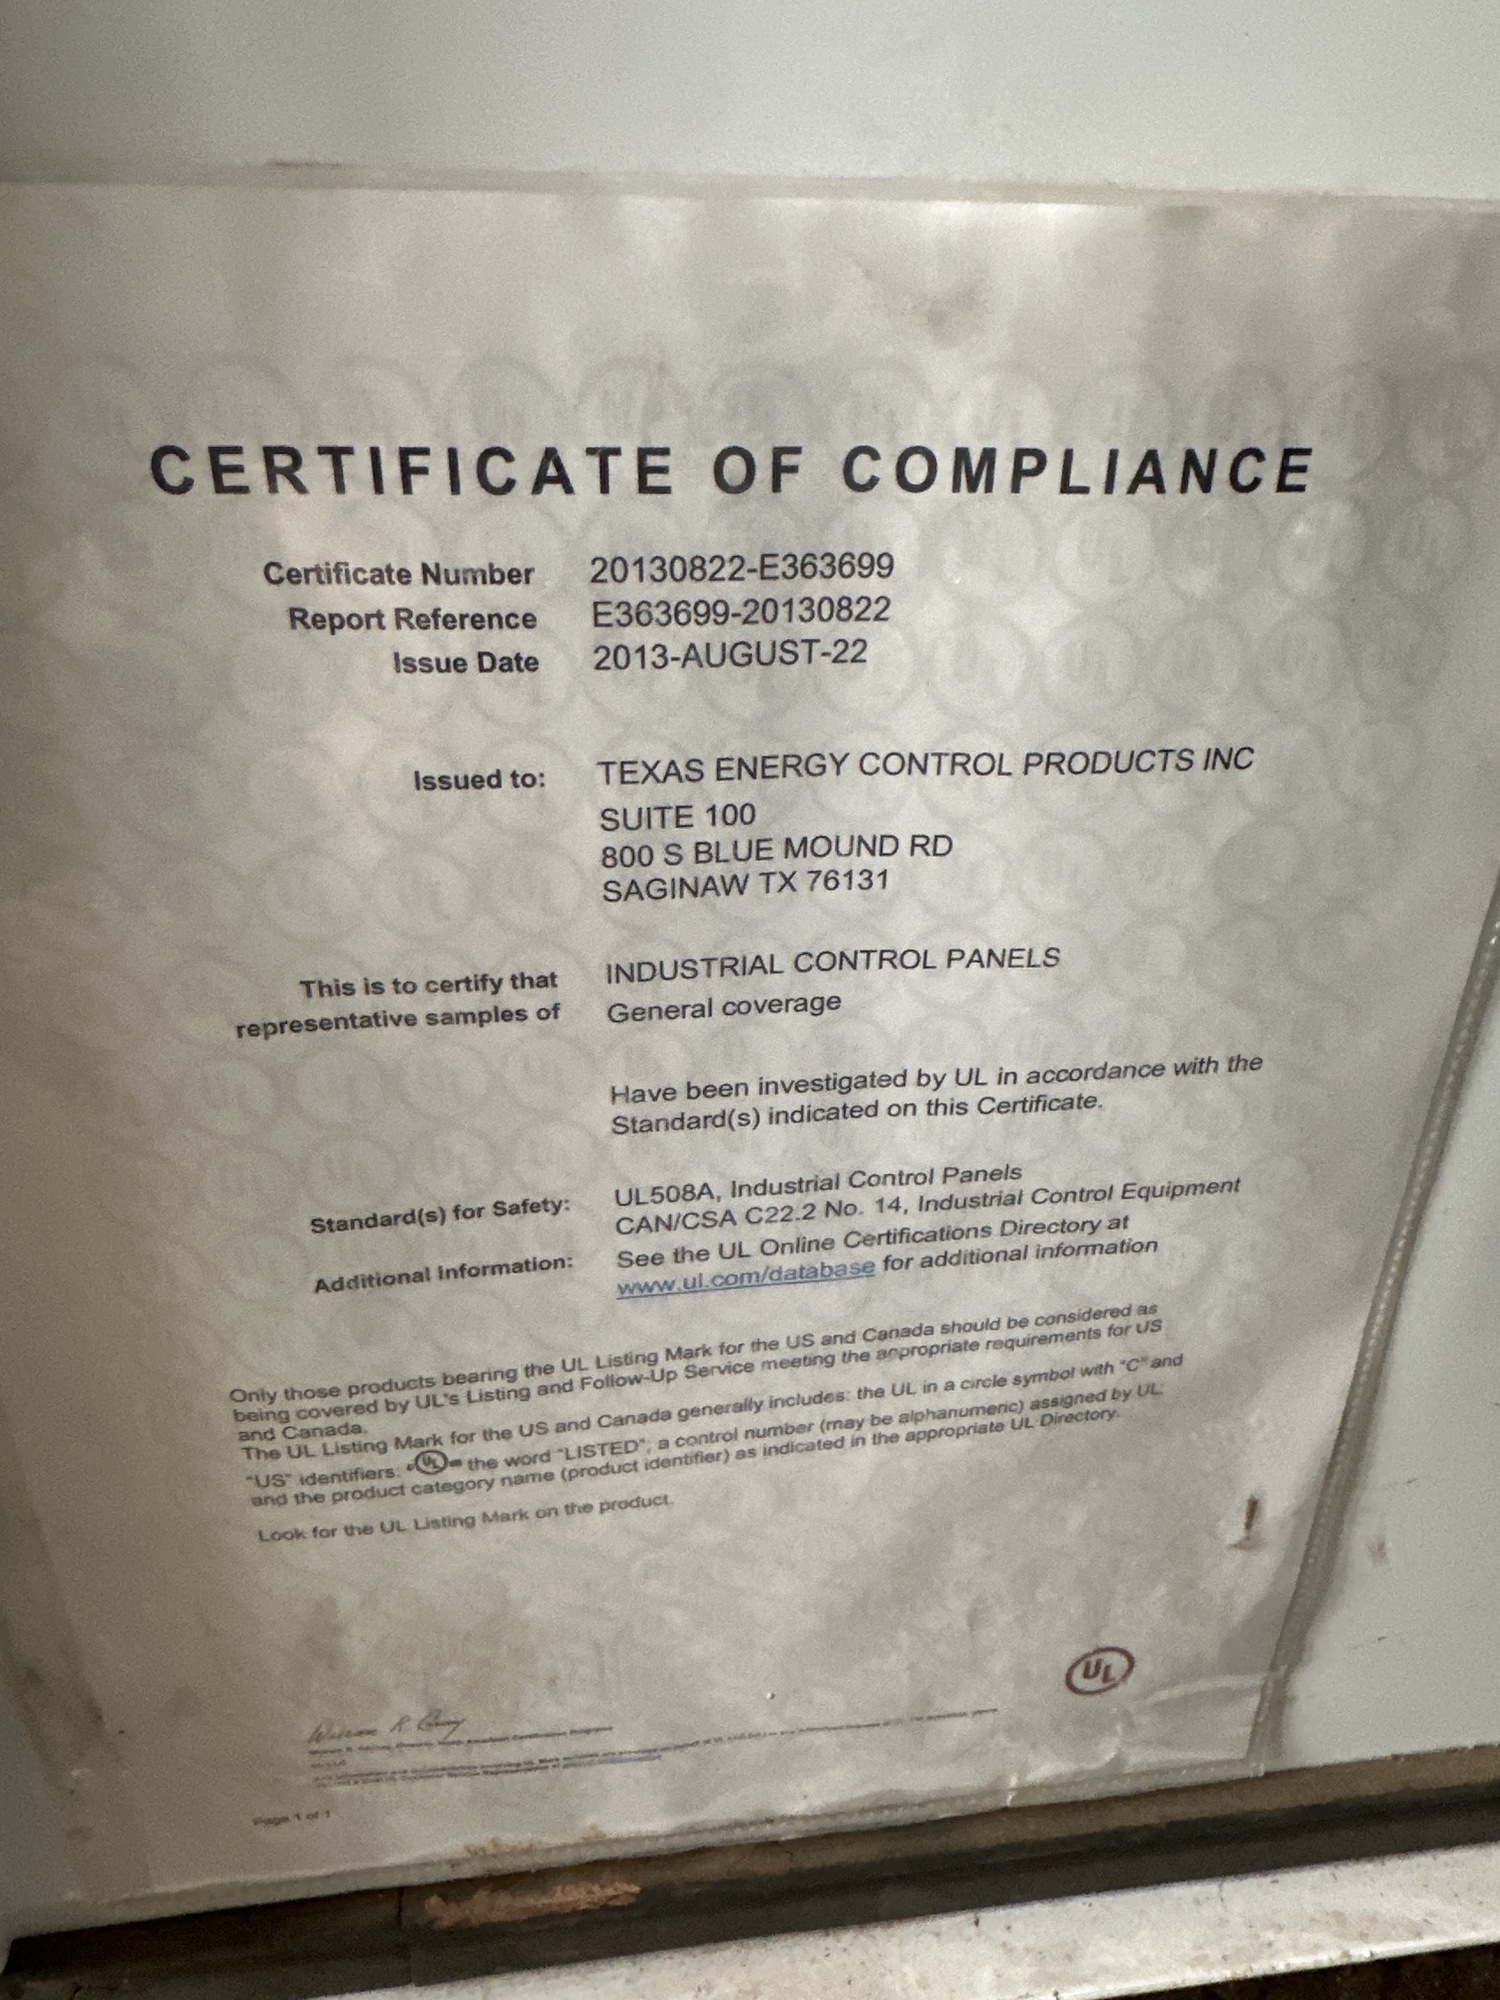 CERTIFICATE OF COMPLIANCE
Certificate Number 20130822-E363699
Report Reference E363699-20130822
Issue Date 2013-AUGUST-22
Issued to: TEXAS ENERGY CONTROL PRODUCTS INC
SUITE 100
800 S BLUE MOUND RD
SAGINAW TX 76131
This is to certify that INDUSTRIAL CONTROL PANELS
representative samples of General coverage
Have been investigated by UL in accordance with the
Standard(s) indicated on this Certificate.
Standard(s) for Safety: UL508A, Industrial Control Panels
CAN/CSA C22.2 No. 14, Industrial Control Equipment
Additional Information: See the UL Online Certifications Directory at
www.ul.com/database for additional information
Only those products bearing the UL Listing Mark for the US and Canada should be considered as
being covered by UL's Listing and Follow-Up Service meeting the appropriate requirements for US
and Canada.
The UL Listing Mark for the US and Canada generally includes: the UL in a circle symbol with "C" and
"US" identifiers: c UL us the word "LISTED"; a control number (may be alphanumeric) assigned by UL;
and the product category name (product identifier) as indicated in the appropriate UL Directory.
Look for the UL Listing Mark on the product.
UL
Page 1 of 1